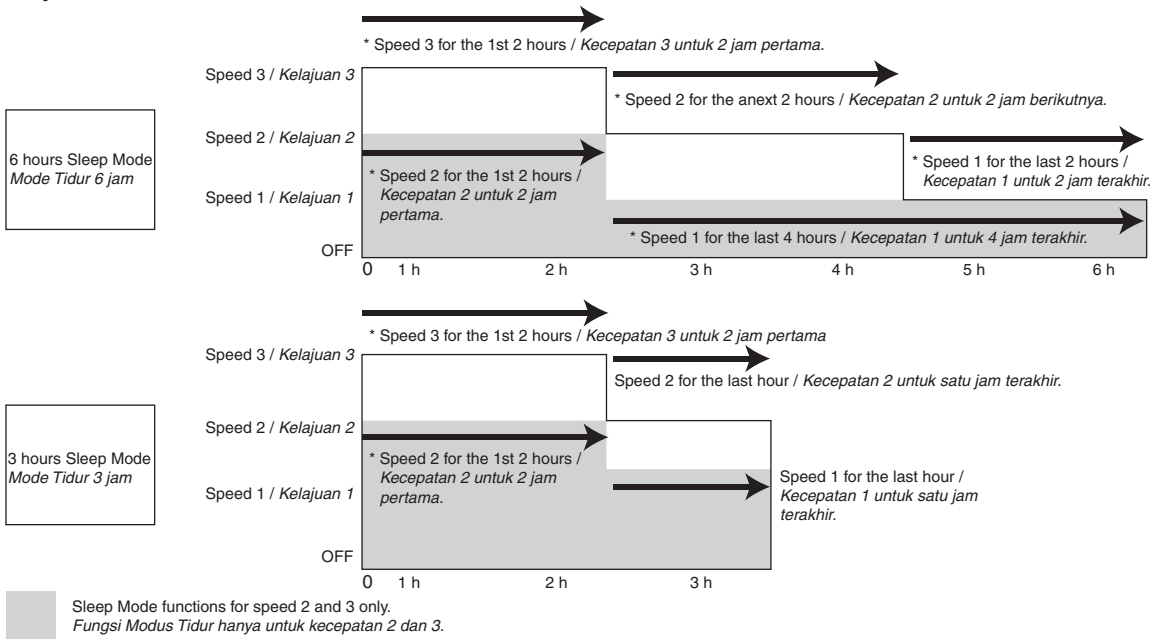 * Speed 3 for the 1st 2 hours / Kecepatan 3 untuk 2 jam pertama.
Speed 3 / Kelajuan 3
* Speed 2 for the anext 2 hours / Kecepatan 2 untuk 2 jam berikutnya.
Speed 2 / Kelajuan 2
6 hours Sleep Mode
Mode Tidur 6 jam
* Speed 2 for the 1st 2 hours /
Kecepatan 2 untuk 2 jam
pertama.
* Speed 1 for the last 2 hours /
Kecepatan 1 untuk 2 jam terakhir.
Speed 1 / Kelajuan 1
* Speed 1 for the last 4 hours / Kecepatan 1 untuk 4 jam terakhir.
OFF
0 1 h 2 h 3 h 4 h 5 h 6 h
* Speed 3 for the 1st 2 hours / Kecepatan 3 untuk 2 jam pertama
Speed 3 / Kelajuan 3
Speed 2 for the last hour / Kecepatan 2 untuk satu jam terakhir.
Speed 2 / Kelajuan 2
3 hours Sleep Mode
Mode Tidur 3 jam
* Speed 2 for the 1st 2 hours /
Kecepatan 2 untuk 2 jam
pertama.
Speed 1 for the last hour /
Kecepatan 1 untuk satu jam
terakhir.
Speed 1 / Kelajuan 1
OFF
0 1 h 2 h 3 h
Sleep Mode functions for speed 2 and 3 only.
Fungsi Modus Tidur hanya untuk kecepatan 2 dan 3.